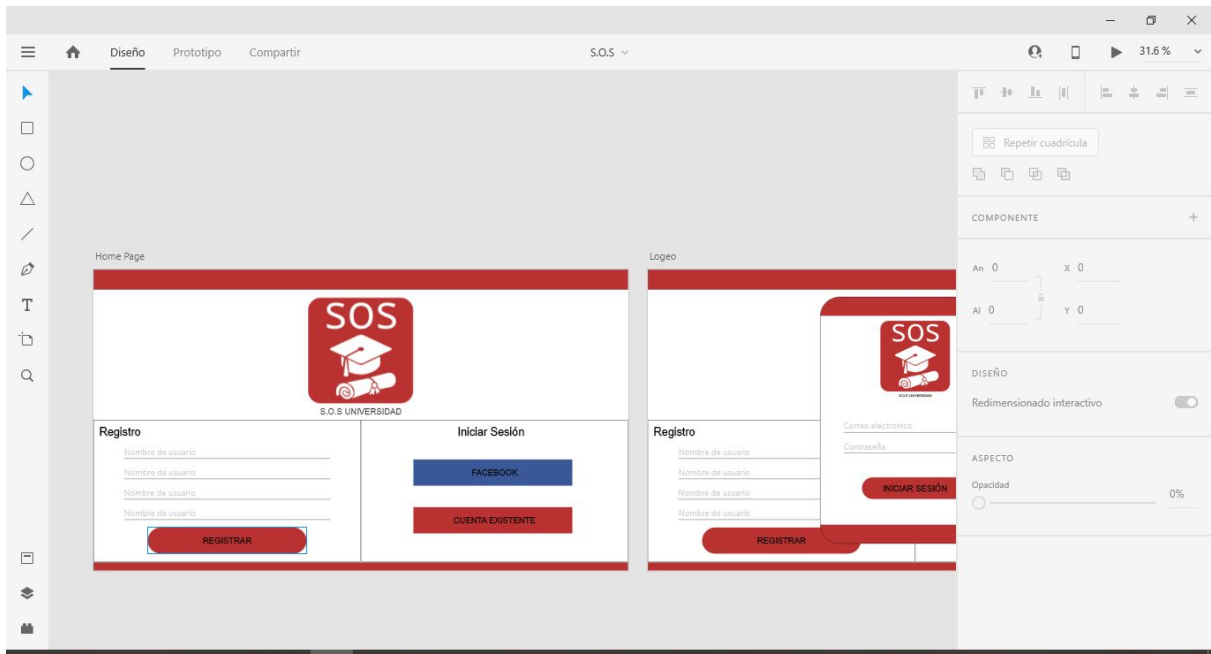 Diseño Prototipo Compartir S.O.S 31.6 %
Repetir cuadrícula
COMPONENTE
An 0 X 0
Al 0 Y 0
DISEÑO
Redimensionado interactivo
ASPECTO
Opacidad
0%
Home Page
SOS
S.O.S UNIVERSIDAD
Registro
Nombre de usuario
Nombre de usuario
Nombre de usuario
Nombre de usuario
REGISTRAR
Iniciar Sesión
FACEBOOK
CUENTA EXISTENTE
Logeo
Registro
Nombre de usuario
Nombre de usuario
Nombre de usuario
Nombre de usuario
REGISTRAR
SOS
S.O.S UNIVERSIDAD
Correo electronico
Contraseña
INICIAR SESIÓN